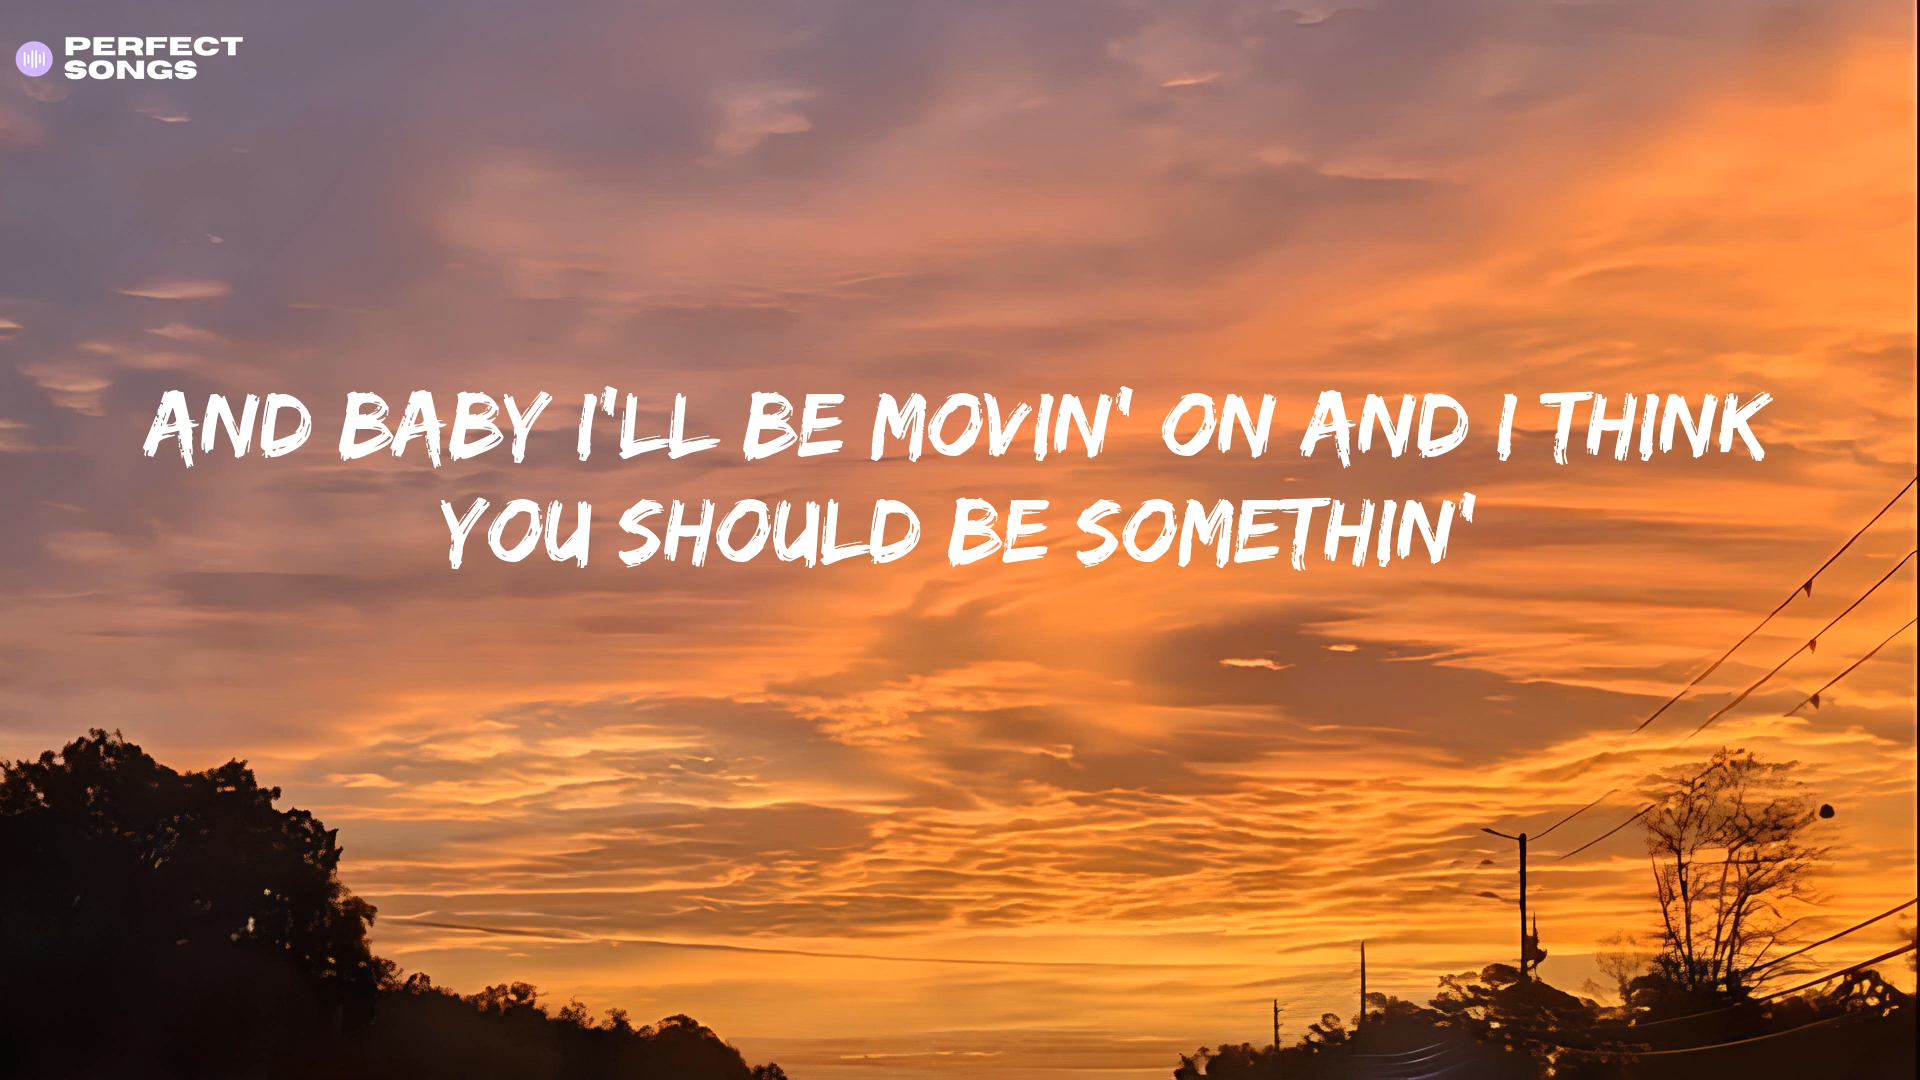 PERFECT
SONGS
AND BABY I'LL BE MOVIN' ON AND I THINK
YOU SHOULD BE SOMETHIN'